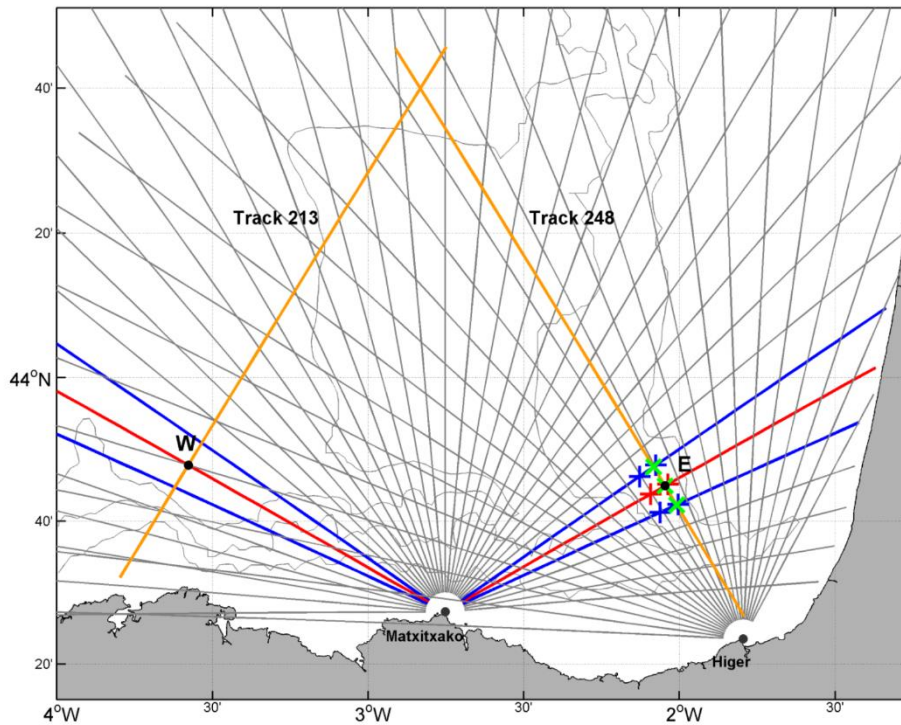 40'
20'
Track 213
Track 248
44°N
W
E
40'
Matxitxako
Higer
20'
4°W
30'
3°W
30'
2°W
30'